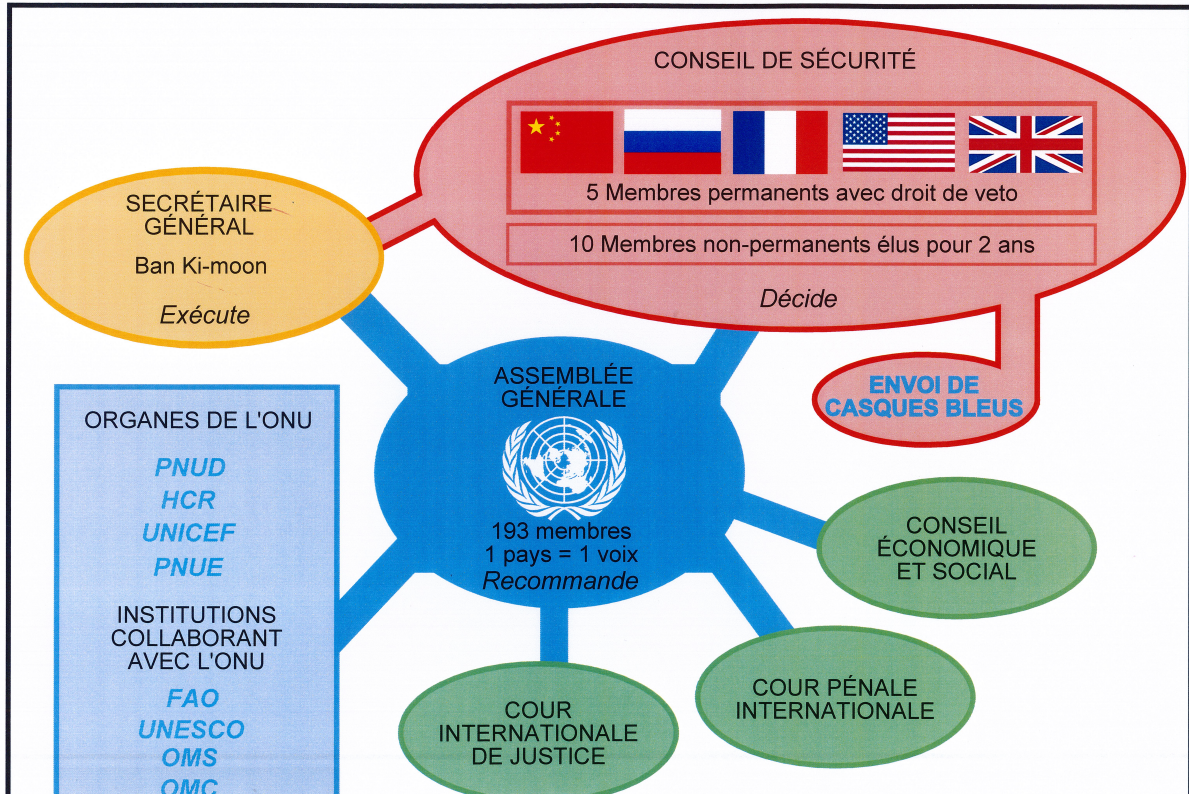 CONSEIL DE SÉCURITÉ
5 Membres permanents avec droit de veto
10 Membres non-permanents élus pour 2 ans
Décide
SECRÉTAIRE
GÉNÉRAL
Ban Ki-moon
Exécute
ENVOI DE
CASQUES BLEUS
ASSEMBLÉE
GÉNÉRALE
193 membres
1 pays = 1 voix
Recommande
ORGANES DE L'ONU
PNUD
HCR
UNICEF
PNUE
INSTITUTIONS
COLLABORANT
AVEC L'ONU
FAO
UNESCO
OMS
OMC
CONSEIL
ÉCONOMIQUE
ET SOCIAL
COUR PÉNALE
INTERNATIONALE
COUR
INTERNATIONALE
DE JUSTICE